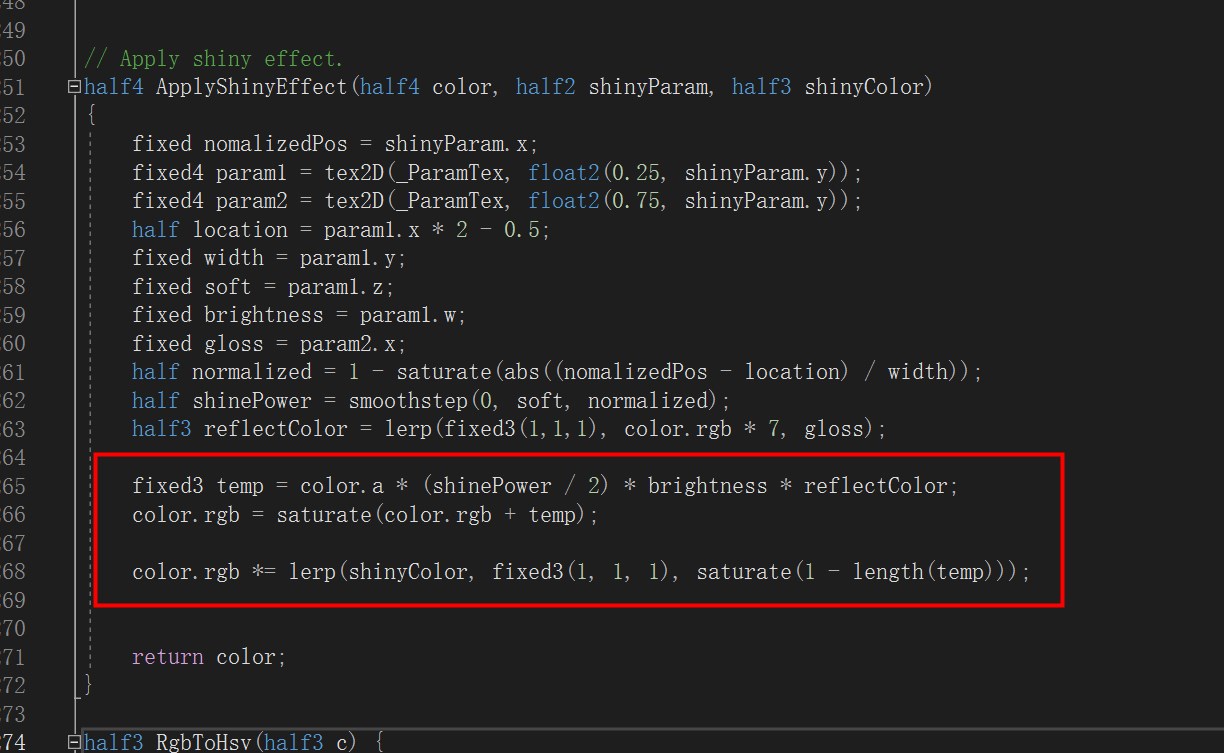 48
49
50 // Apply shiny effect.
51 half4 ApplyShinyEffect(half4 color, half2 shinyParam, half3 shinyColor)
52 {
53 fixed nomalizedPos = shinyParam.x;
54 fixed4 param1 = tex2D(_ParamTex, float2(0.25, shinyParam.y));
55 fixed4 param2 = tex2D(_ParamTex, float2(0.75, shinyParam.y));
56 half location = param1.x * 2 - 0.5;
57 fixed width = param1.y;
58 fixed soft = param1.z;
59 fixed brightness = param1.w;
60 fixed gloss = param2.x;
61 half normalized = 1 - saturate(abs((nomalizedPos - location) / width));
62 half shinePower = smoothstep(0, soft, normalized);
63 half3 reflectColor = lerp(fixed3(1,1,1), color.rgb * 7, gloss);
64
65 fixed3 temp = color.a * (shinePower / 2) * brightness * reflectColor;
66 color.rgb = saturate(color.rgb + temp);
67
68 color.rgb *= lerp(shinyColor, fixed3(1, 1, 1), saturate(1 - length(temp)));
69
70
71 return color;
72 }
73
274 half3 RgbToHsv(half3 c) {